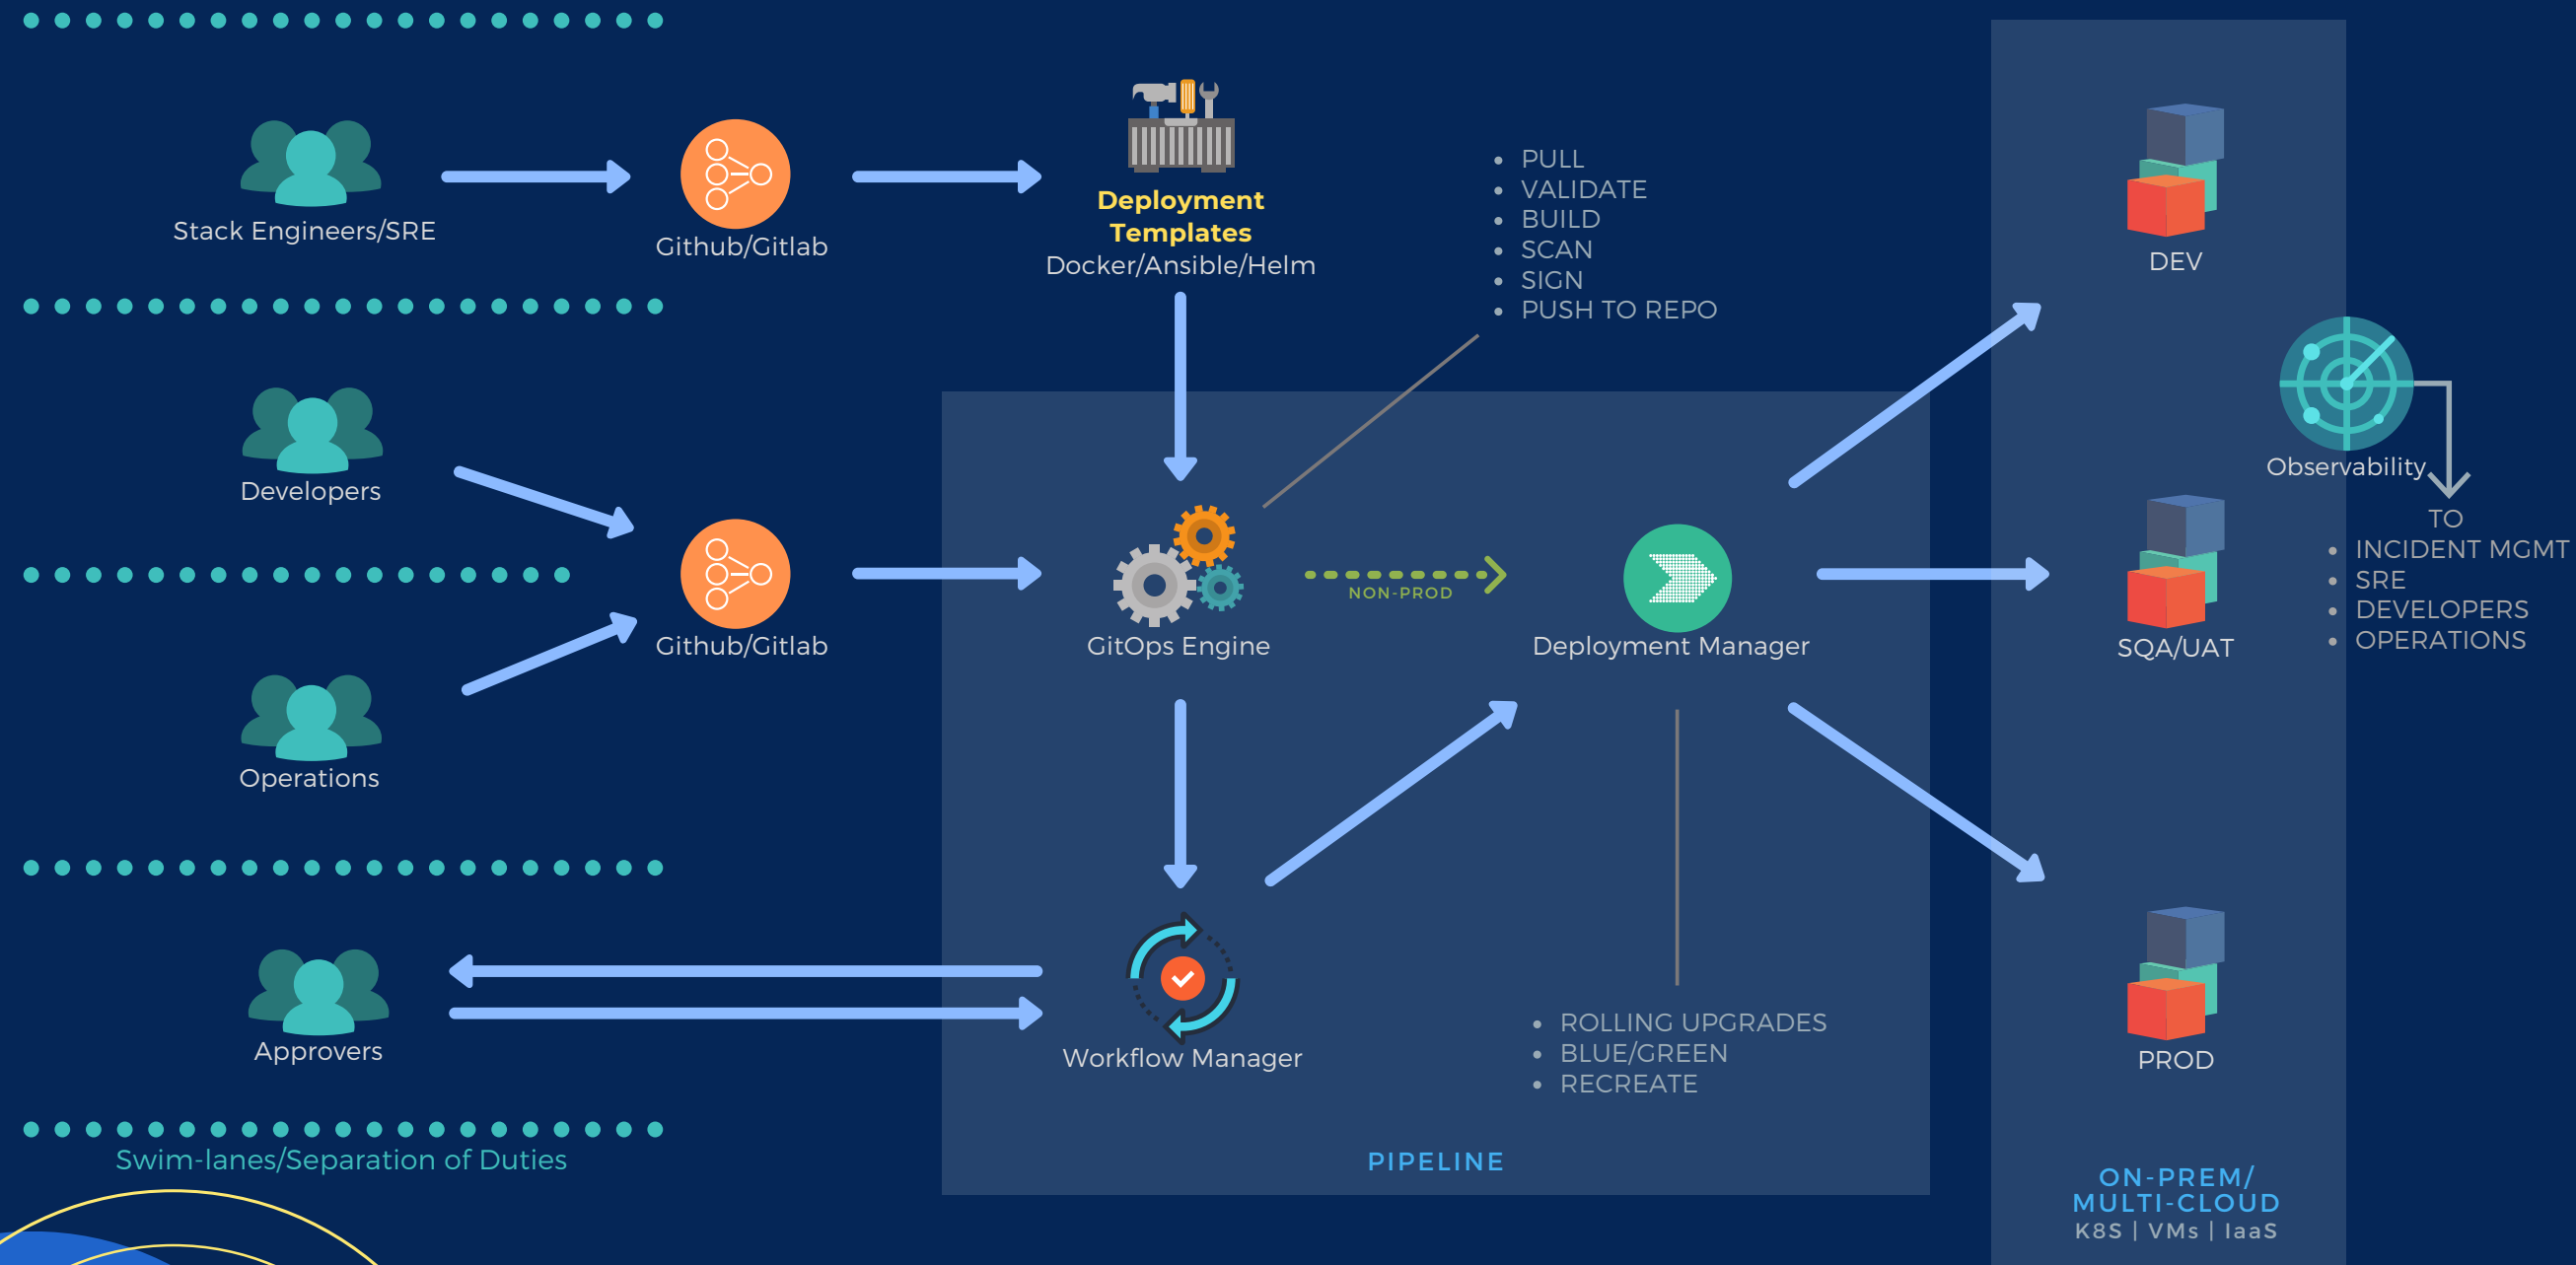 Stack Engineers/SRE
Github/Gitlab
Deployment
Templates
Docker/Ansible/Helm
PULL
VALIDATE
BUILD
SCAN
SIGN
PUSH TO REPO
DEV
Developers
Github/Gitlab
Operations
GitOps Engine
NON-PROD
Deployment Manager
SQA/UAT
Observability
TO
INCIDENT MGMT
SRE
DEVELOPERS
OPERATIONS
Approvers
Workflow Manager
ROLLING UPGRADES
BLUE/GREEN
RECREATE
PROD
Swim-lanes/Separation of Duties
PIPELINE
ON-PREM/
MULTI-CLOUD
K8S | VMs | IaaS